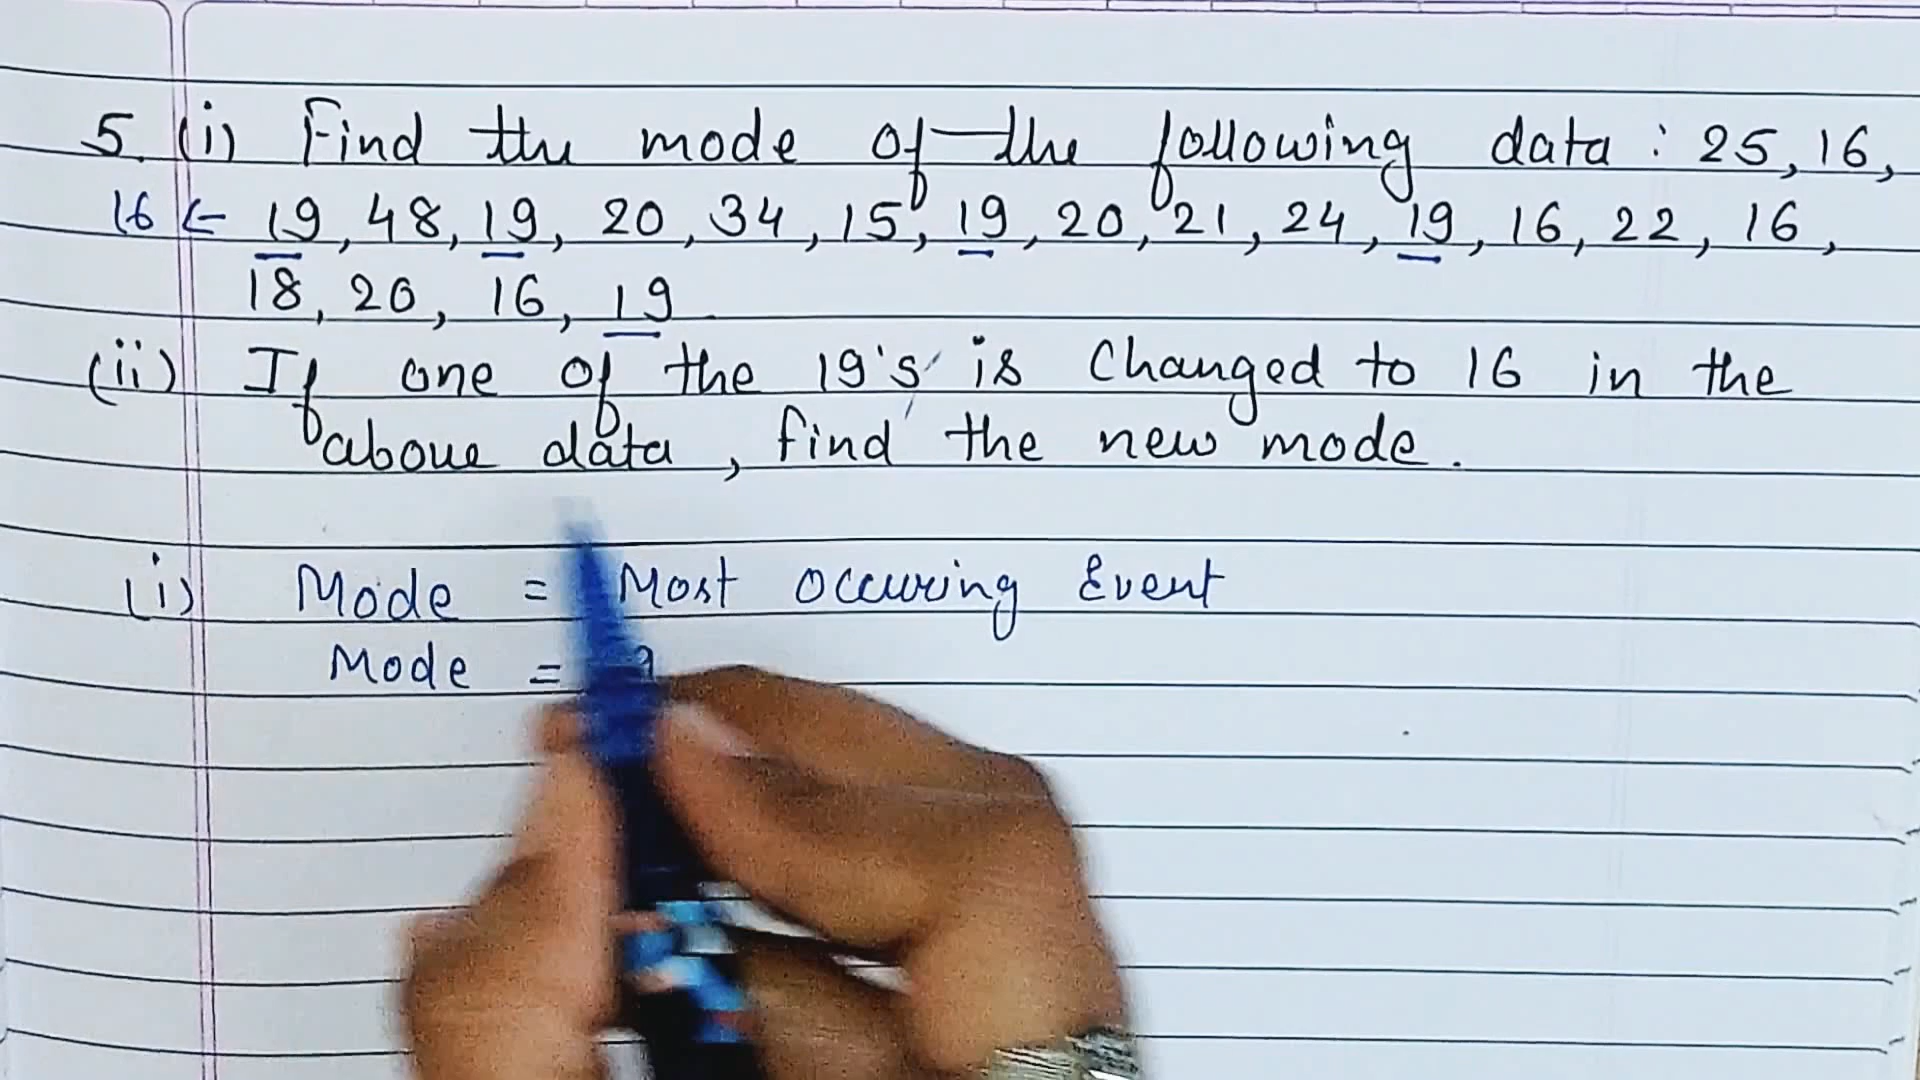 5. (i) Find the mode of the following data : 25, 16,
16 ← 19, 48, 19, 20, 34, 15, 19, 20, 21, 24, 19, 16, 22, 16,
18, 20, 16, 19
(ii) If one of the 19's is Changed to 16 in the
above data, find the new mode.
(i) Mode = Most Occuring Event
Mode =